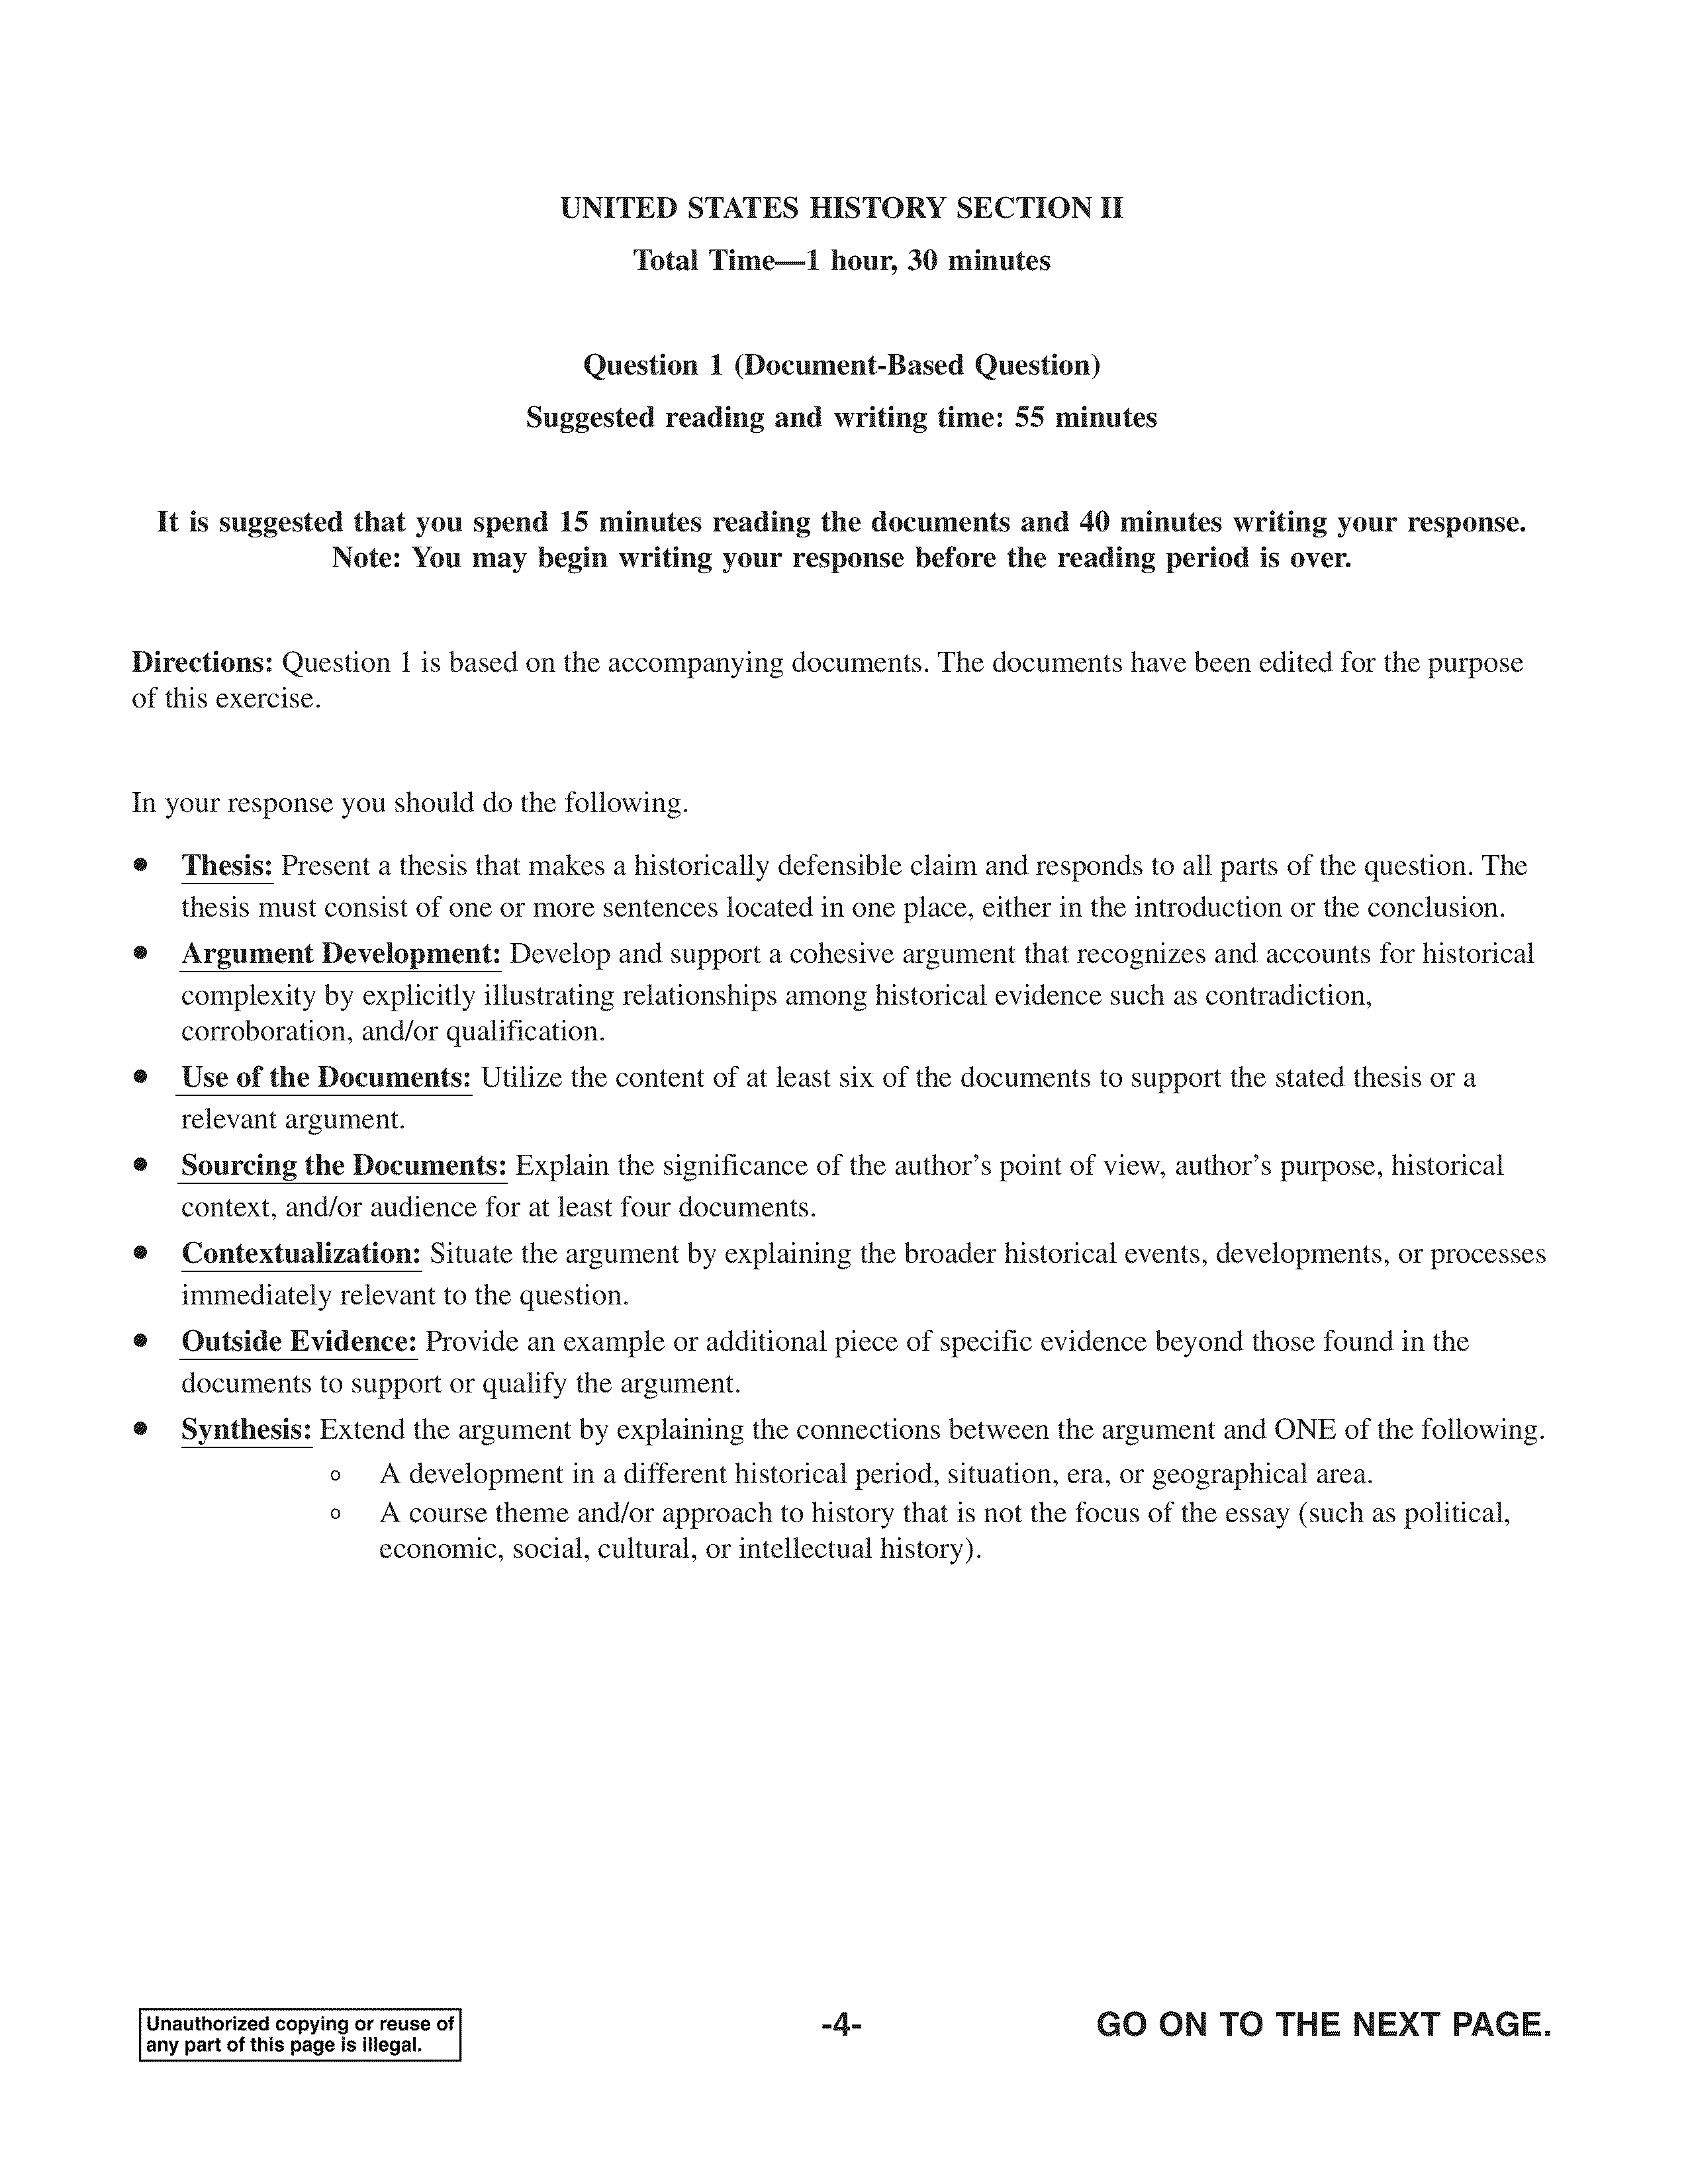 UNITED STATES HISTORY SECTION II
Total Time—1 hour, 30 minutes
Question 1 (Document-Based Question)
Suggested reading and writing time: 55 minutes
It is suggested that you spend 15 minutes reading the documents and 40 minutes writing your response.
Note: You may begin writing your response before the reading period is over.
Directions: Question 1 is based on the accompanying documents. The documents have been edited for the purpose
of this exercise.
In your response you should do the following.
• Thesis: Present a thesis that makes a historically defensible claim and responds to all parts of the question. The
thesis must consist of one or more sentences located in one place, either in the introduction or the conclusion.
• Argument Development: Develop and support a cohesive argument that recognizes and accounts for historical
complexity by explicitly illustrating relationships among historical evidence such as contradiction,
corroboration, and/or qualification.
• Use of the Documents: Utilize the content of at least six of the documents to support the stated thesis or a
relevant argument.
• Sourcing the Documents: Explain the significance of the author's point of view, author's purpose, historical
context, and/or audience for at least four documents.
• Contextualization: Situate the argument by explaining the broader historical events, developments, or processes
immediately relevant to the question.
• Outside Evidence: Provide an example or additional piece of specific evidence beyond those found in the
documents to support or qualify the argument.
• Synthesis: Extend the argument by explaining the connections between the argument and ONE of the following.
o A development in a different historical period, situation, era, or geographical area.
o A course theme and/or approach to history that is not the focus of the essay (such as political,
economic, social, cultural, or intellectual history).
Unauthorized copying or reuse of
any part of this page is illegal.
-4-
GO ON TO THE NEXT PAGE.